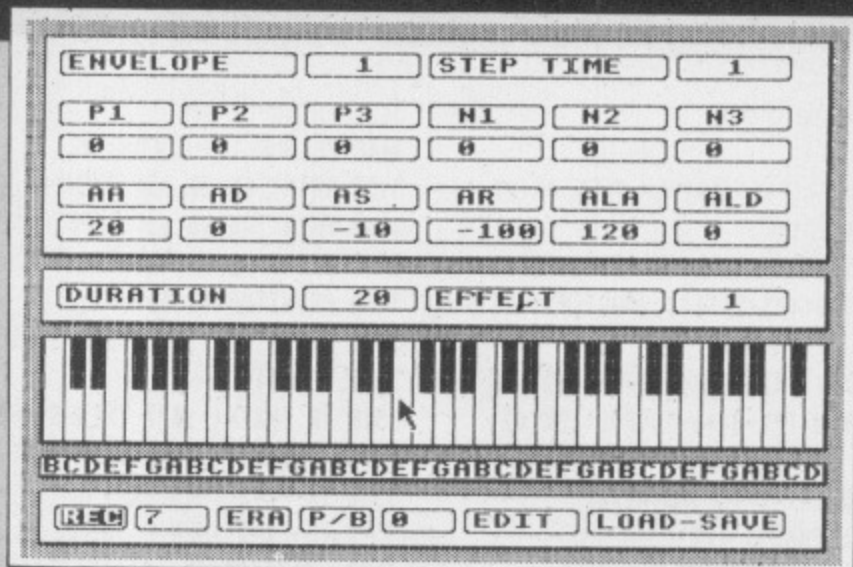 ENVELOPE 1 STEP TIME 1
P1 P2 P3 N1 N2 N3
0 0 0 0 0 0
AA AD AS AR ALA ALD
20 0 -10 -100 120 0
DURATION 20 EFFECT 1
BCDEFGABCDEFGABCDEFGABCDEFGABCDEFGABCD
REC 7 ERA P/B 0 EDIT LOAD-SAVE